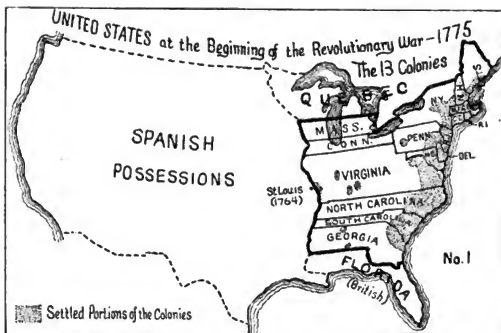 UNITED STATES at the Beginning of the Revolutionary War-1775
The 13 Colonies
QUEBEC
N.Y.
MASS.
CONN.
PENN.
R.I.
DEL.
SPANISH
POSSESSIONS
VIRGINIA
St Louis
(1764)
NORTH CAROLINA
SOUTH CAROLINA
GEORGIA
No. 1
FLORIDA
(British)
Settled Portions of the Colonies